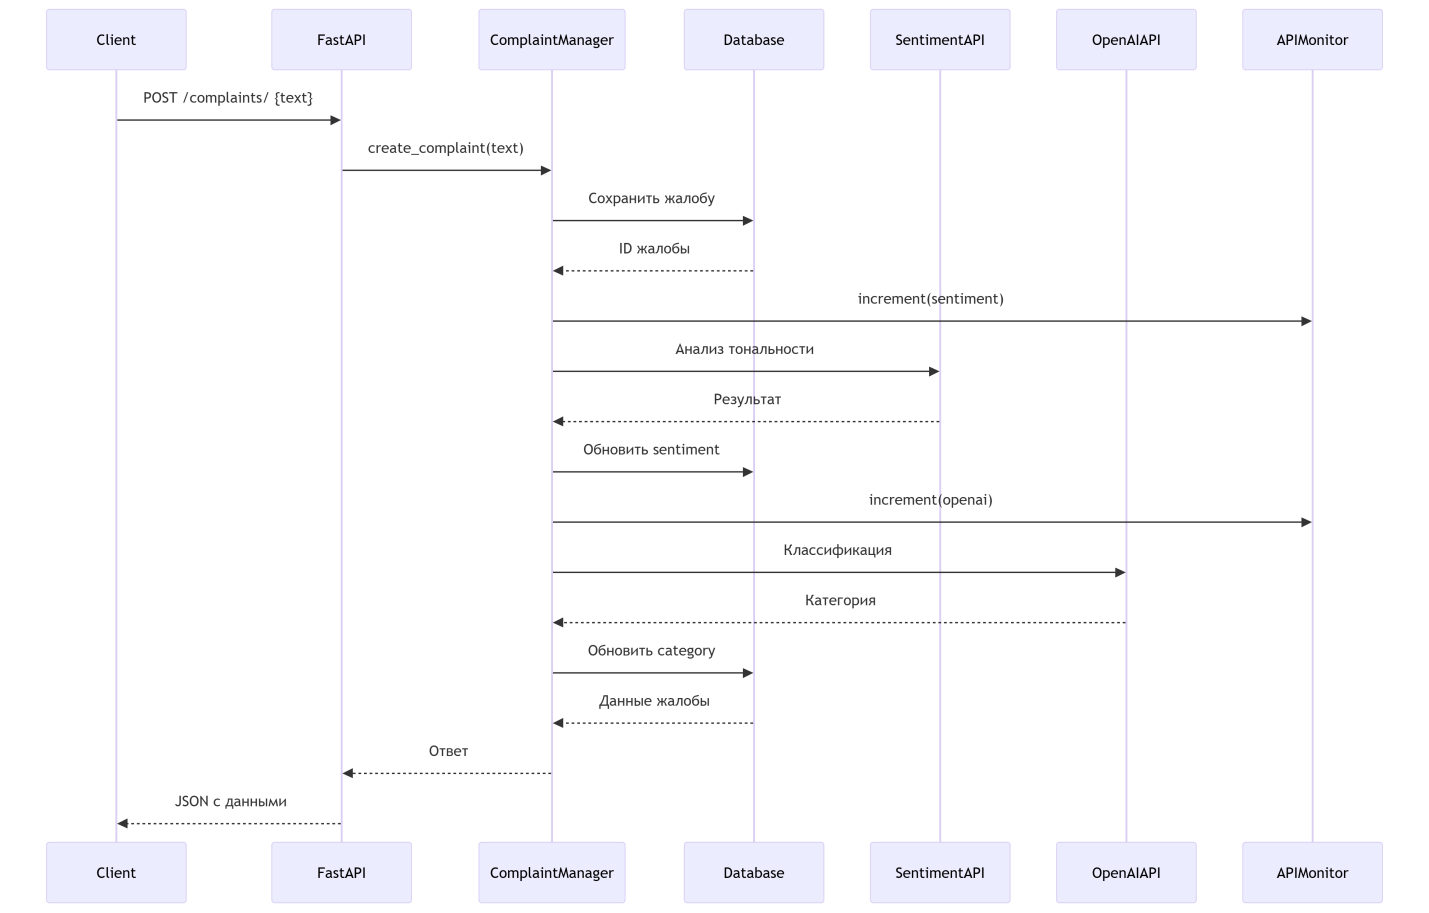 Client
FastAPI
ComplaintManager
Database
SentimentAPI
OpenAIAPI
APIMonitor
POST /complaints/ {text}
create_complaint(text)
Сохранить жалобу
ID жалобы
increment(sentiment)
Анализ тональности
Результат
Обновить sentiment
increment(openai)
Классификация
Категория
Обновить category
Данные жалобы
Ответ
JSON с данными
Client
FastAPI
ComplaintManager
Database
SentimentAPI
OpenAIAPI
APIMonitor